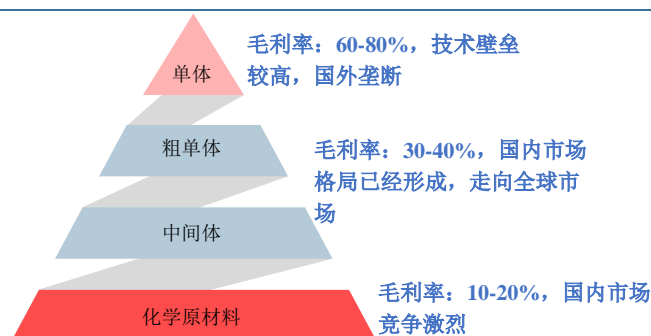 单体
毛利率：60-80%，技术壁垒
较高，国外垄断
粗单体
毛利率：30-40%，国内市场
格局已经形成，走向全球市
场
中间体
化学原材料
毛利率：10-20%，国内市场
竞争激烈